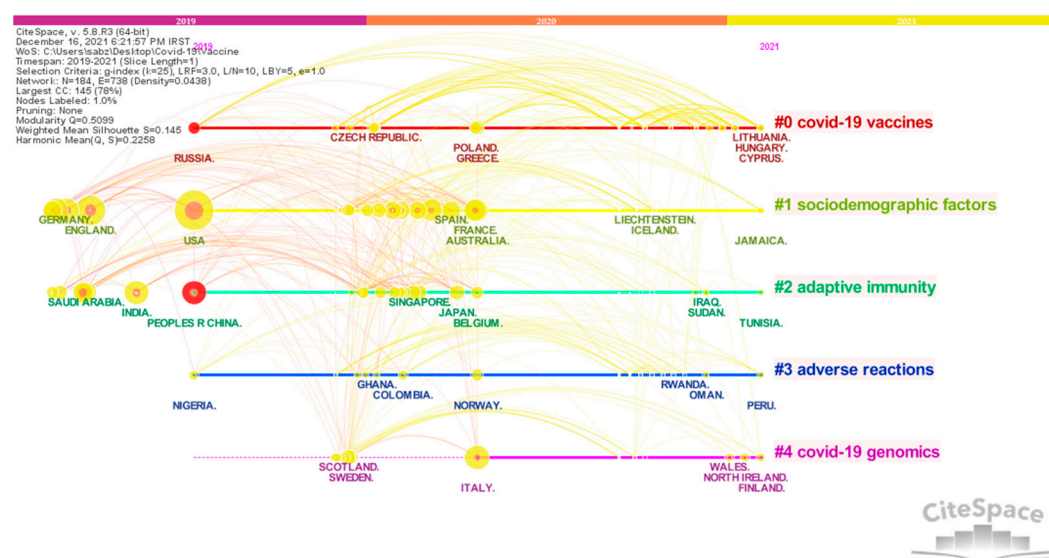 2019 2020 2021
CiteSpace, v. 5.8.R3 (64-bit)
December 16, 2021 6:21:57 PM IRST
2019
WoS: C:\Users\sabz\Desktop\Covid-19\Vaccine
2021
Timespan: 2019-2021 (Slice Length=1)
Selection Criteria: g-index (k=25), LRF=3.0, L/N=10, LBY=5, e=1.0
Network: N=184, E=738 (Density=0.0438)
Largest CC: 145 (78%)
Nodes Labeled: 1.0%
Pruning: None
Modularity Q=0.5099
Weighted Mean Silhouette S=0.145
Harmonic Mean(Q, S)=0.2258
#0 covid-19 vaccines
CZECH REPUBLIC.
LITHUANIA.
POLAND.
HUNGARY.
RUSSIA.
GREECE.
CYPRUS.
#1 sociodemographic factors
GERMANY.
SPAIN.
LIECHTENSTEIN.
ENGLAND.
FRANCE.
ICELAND.
USA
AUSTRALIA.
JAMAICA.
#2 adaptive immunity
SAUDI ARABIA.
SINGAPORE.
IRAQ.
INDIA.
JAPAN.
SUDAN.
PEOPLES R CHINA.
BELGIUM.
TUNISIA.
#3 adverse reactions
GHANA.
RWANDA.
COLOMBIA.
OMAN.
NIGERIA.
NORWAY.
PERU.
#4 covid-19 genomics
SCOTLAND.
WALES.
SWEDEN.
NORTH IRELAND.
ITALY.
FINLAND.
CiteSpace